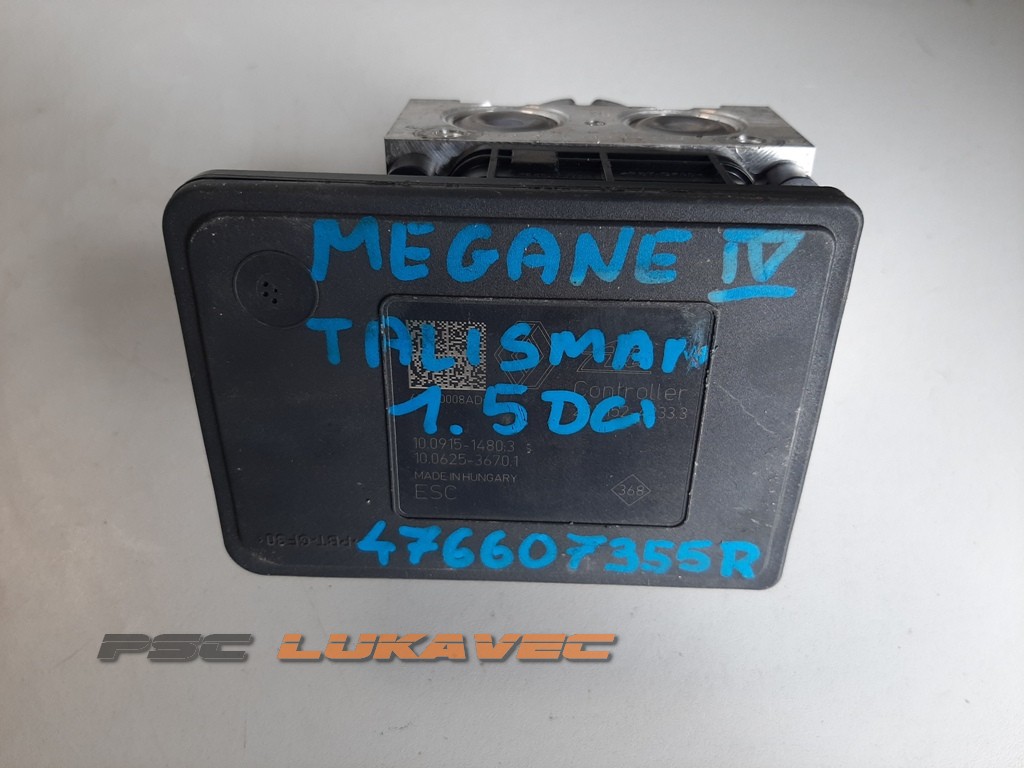 MEGANE IV
TALISMAN
Controller
1.5 DCI
10.0915-1480.3
10.0625-3670.1
MADE IN HUNGARY
ESC
368
476607355R
PSC LUKAVEC